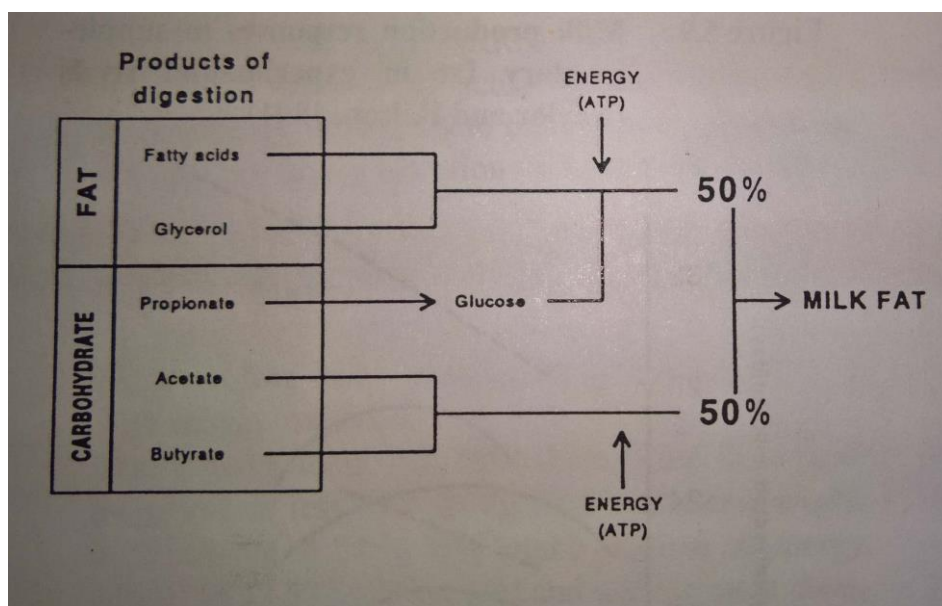 Products of
digestion
ENERGY
(ATP)
FAT
Fatty acids
Glycerol
50%
CARBOHYDRATE
Propionate
Glucose
MILK FAT
Acetate
Butyrate
50%
ENERGY
(ATP)